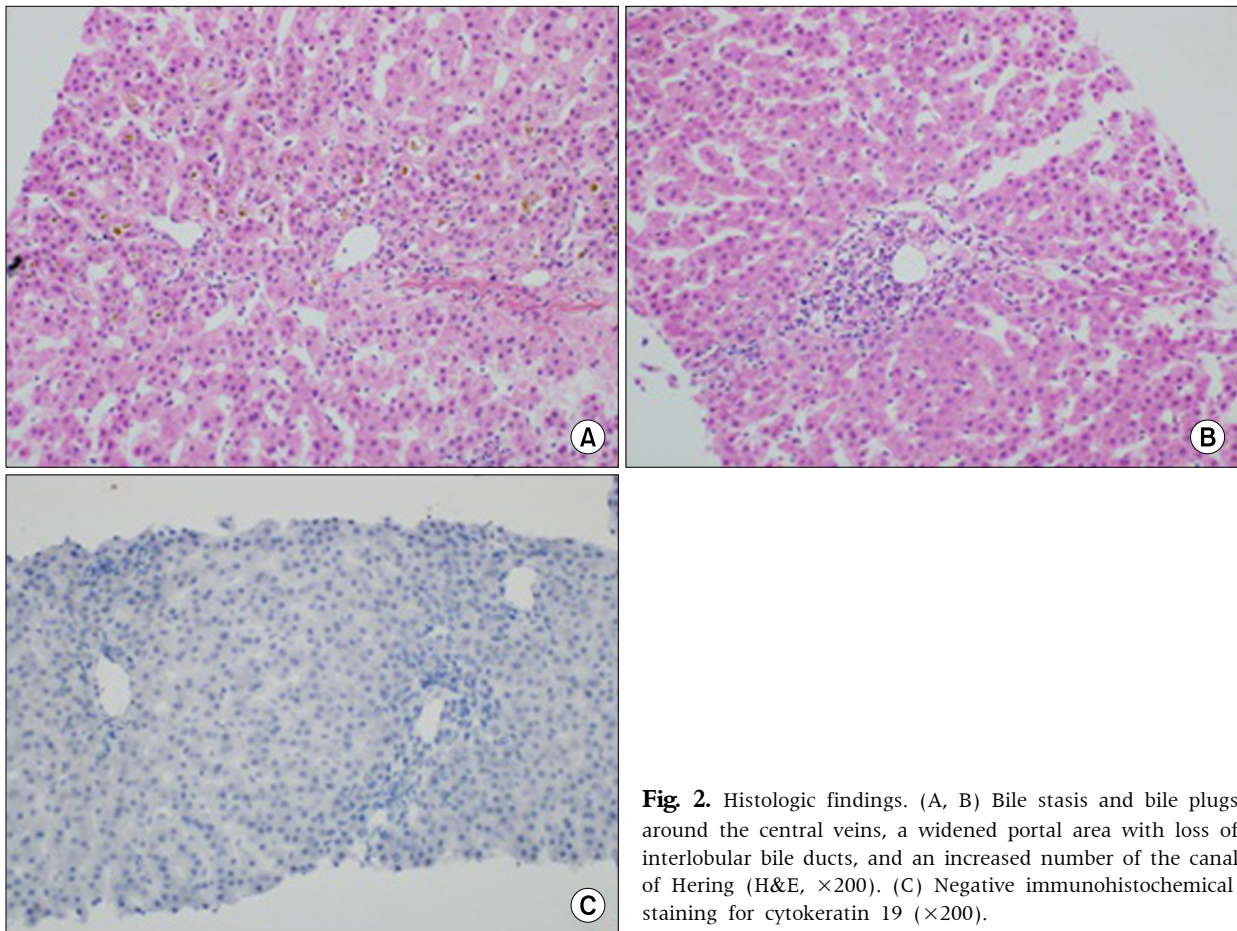 A
B
C
Fig. 2. Histologic findings. (A, B) Bile stasis and bile plugs
around the central veins, a widened portal area with loss of
interlobular bile ducts, and an increased number of the canal
of Hering (H&E, ×200). (C) Negative immunohistochemical
staining for cytokeratin 19 (×200).